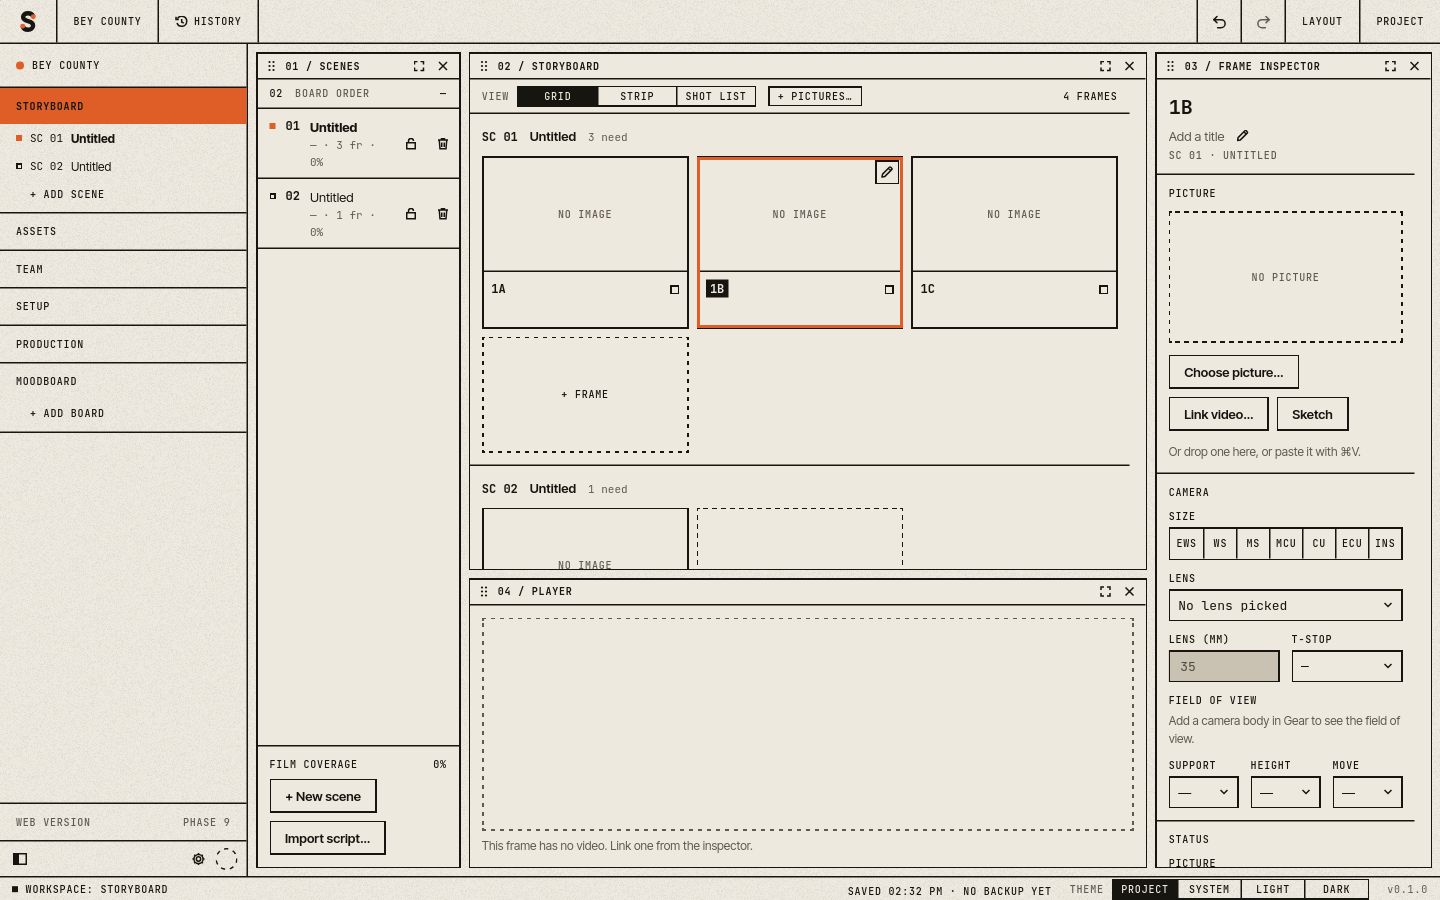 S BEY COUNTY HISTORY LAYOUT PROJECT
BEY COUNTY
STORYBOARD
SC 01 Untitled
SC 02 Untitled
+ ADD SCENE
ASSETS
TEAM
SETUP
PRODUCTION
MOODBOARD
+ ADD BOARD
WEB VERSION PHASE 9
01 / SCENES
02 BOARD ORDER —
01 Untitled
— · 3 fr ·
0%
02 Untitled
— · 1 fr ·
0%
FILM COVERAGE 0%
+ New scene
Import script...
02 / STORYBOARD
VIEW GRID STRIP SHOT LIST + PICTURES… 4 FRAMES
SC 01 Untitled 3 need
NO IMAGE NO IMAGE NO IMAGE
1A 1B 1C
+ FRAME
SC 02 Untitled 1 need
NO IMAGE
04 / PLAYER
This frame has no video. Link one from the inspector.
03 / FRAME INSPECTOR
1B
Add a title
SC 01 · UNTITLED
PICTURE
NO PICTURE
Choose picture...
Link video... Sketch
Or drop one here, or paste it with ⌘V.
CAMERA
SIZE
EWS WS MS MCU CU ECU INS
LENS
No lens picked
LENS (MM) T-STOP
35 —
FIELD OF VIEW
Add a camera body in Gear to see the field of
view.
SUPPORT HEIGHT MOVE
— — —
STATUS
PICTURE
WORKSPACE: STORYBOARD SAVED 02:32 PM · NO BACKUP YET THEME PROJECT SYSTEM LIGHT DARK v0.1.0